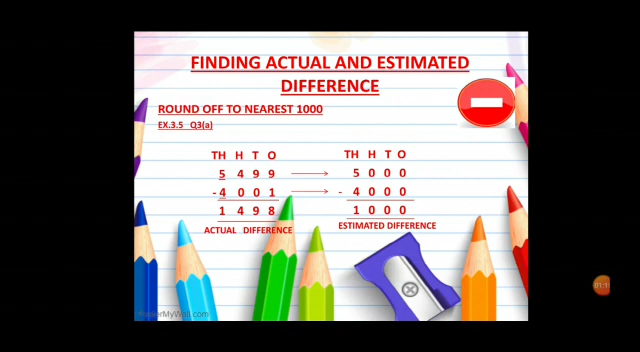 FINDING ACTUAL AND ESTIMATED
DIFFERENCE
ROUND OFF TO NEAREST 1000
EX.3.5 Q3(a)
TH H T O
5 4 9 9
- 4 0 0 1
1 4 9 8
ACTUAL DIFFERENCE
TH H T O
5 0 0 0
- 4 0 0 0
1 0 0 0
ESTIMATED DIFFERENCE